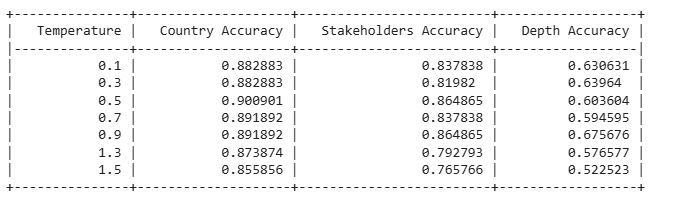 +---------------+--------------------+-------------------------+------------------+
|   Temperature |   Country Accuracy |   Stakeholders Accuracy |   Depth Accuracy |
|---------------+--------------------+-------------------------+------------------|
|           0.1 |           0.882883 |                0.837838 |         0.630631 |
|           0.3 |           0.882883 |                0.81982  |         0.63964  |
|           0.5 |           0.900901 |                0.864865 |         0.603604 |
|           0.7 |           0.891892 |                0.837838 |         0.594595 |
|           0.9 |           0.891892 |                0.864865 |         0.675676 |
|           1.3 |           0.873874 |                0.792793 |         0.576577 |
|           1.5 |           0.855856 |                0.765766 |         0.522523 |
+---------------+--------------------+-------------------------+------------------+